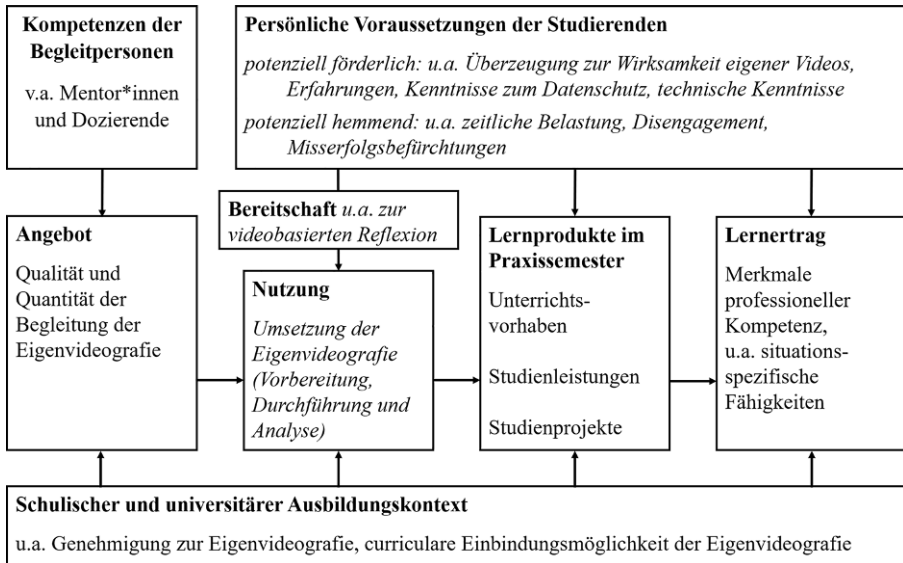 Kompetenzen der
Begleitpersonen
v.a. Mentor*innen
und Dozierende
Persönliche Voraussetzungen der Studierenden
potenziell förderlich: u.a. Überzeugung zur Wirksamkeit eigener Videos,
Erfahrungen, Kenntnisse zum Datenschutz, technische Kenntnisse
potenziell hemmend: u.a. zeitliche Belastung, Disengagement,
Misserfolgsbefürchtungen
Bereitschaft u.a. zur
videobasierten Reflexion
Angebot
Qualität und
Quantität der
Begleitung der
Eigenvideografie
Nutzung
Umsetzung der
Eigenvideografie
(Vorbereitung,
Durchführung und
Analyse)
Lernprodukte im
Praxissemester
Unterrichts-
vorhaben
Studienleistungen
Studienprojekte
Lernertrag
Merkmale
professioneller
Kompetenz,
u.a. situations-
spezifische
Fähigkeiten
Schulischer und universitärer Ausbildungskontext
u.a. Genehmigung zur Eigenvideografie, curriculare Einbindungsmöglichkeit der Eigenvideografie